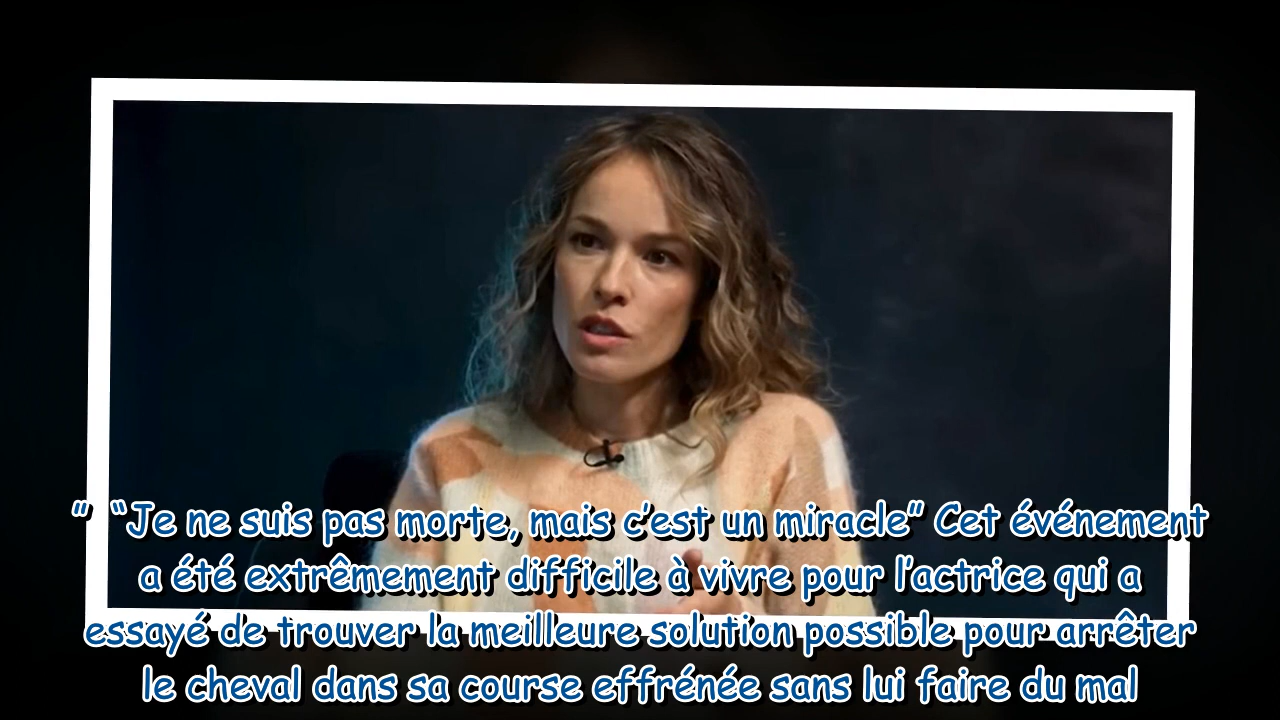 ” “Je ne suis pas morte, mais c’est un miracle” Cet événement
a été extrêmement difficile à vivre pour l’actrice qui a
essayé de trouver la meilleure solution possible pour arrêter
le cheval dans sa course effrénée sans lui faire du mal